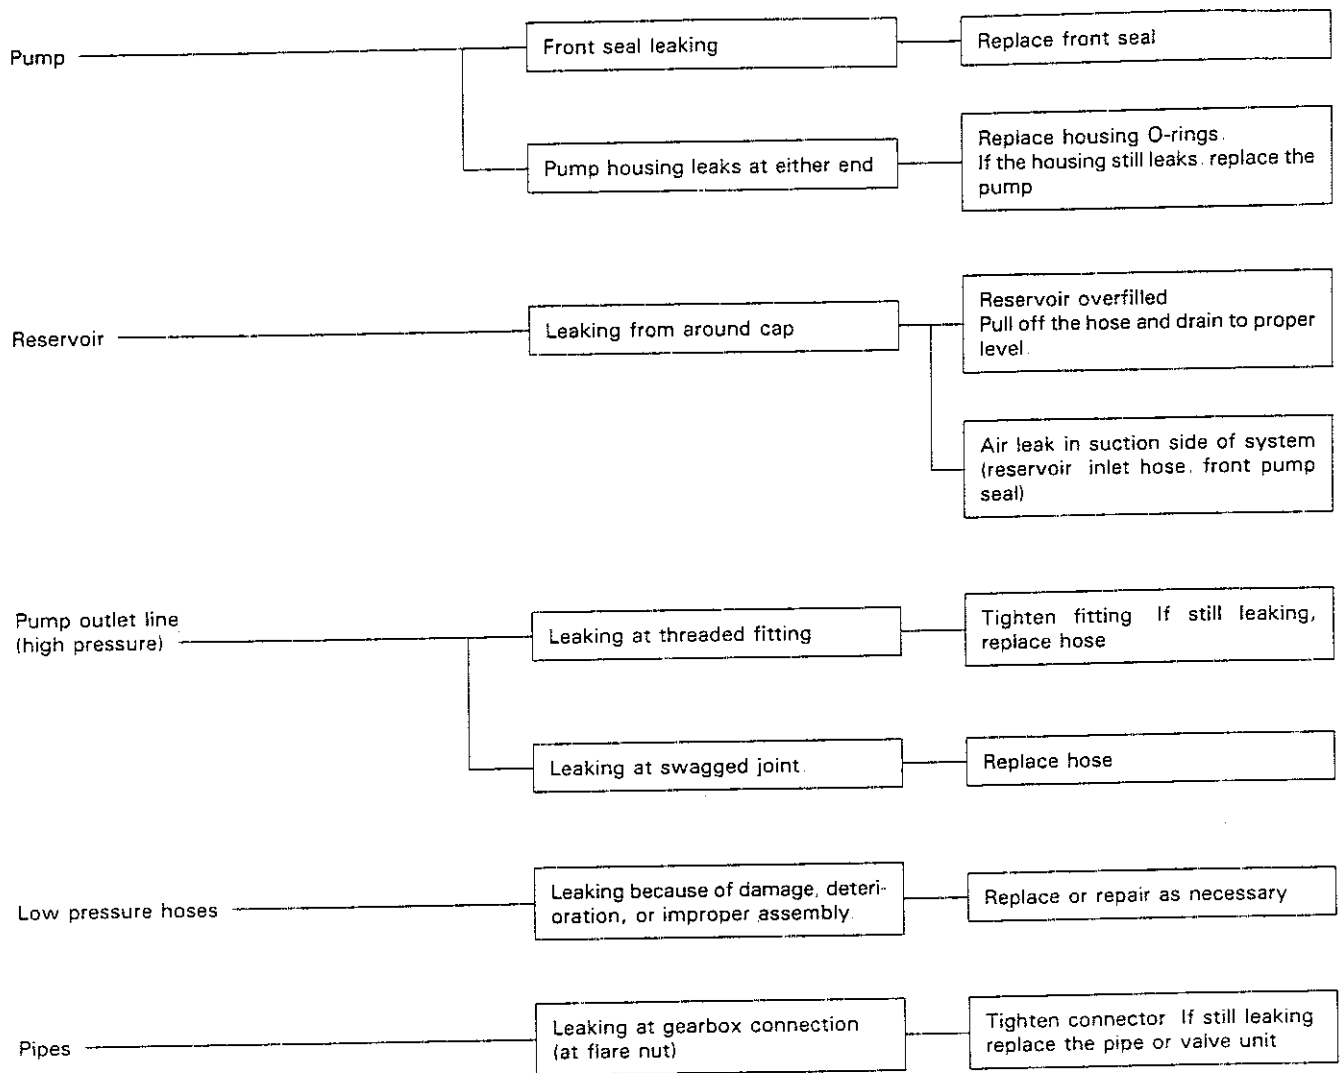 Pump
Front seal leaking
Replace front seal
Pump housing leaks at either end
Replace housing O-rings.
If the housing still leaks. replace the
pump
Reservoir
Leaking from around cap
Reservoir overfilled
Pull off the hose and drain to proper
level.
Air leak in suction side of system
(reservoir inlet hose. front pump
seal)
Pump outlet line
(high pressure)
Leaking at threaded fitting
Tighten fitting If still leaking,
replace hose
Leaking at swagged joint.
Replace hose
Low pressure hoses
Leaking because of damage, deteri-
oration, or improper assembly.
Replace or repair as necessary
Pipes
Leaking at gearbox connection
(at flare nut)
Tighten connector If still leaking
replace the pipe or valve unit